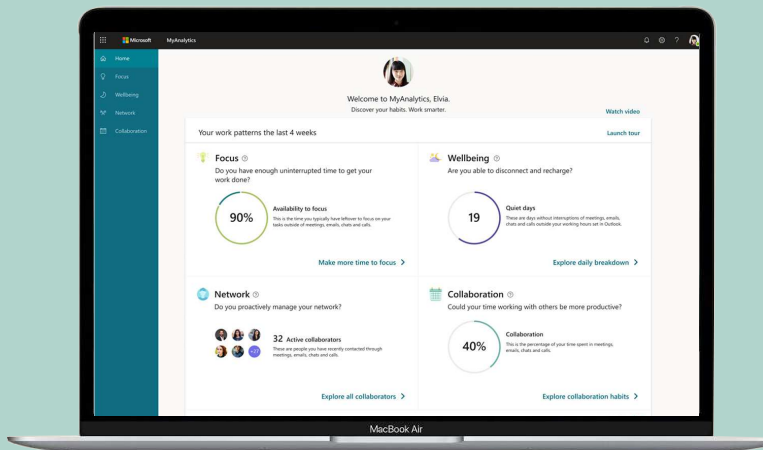 Microsoft
MyAnalytics
?
Home
Focus
Wellbeing
Network
Collaboration
Welcome to MyAnalytics, Elvia.
Discover your habits. Work smarter.
Watch video
Your work patterns the last 4 weeks
Launch tour
Focus ?
Do you have enough uninterrupted time to get your
work done?
90%
Availability to focus
This is the time you typically have leftover to focus on your
tasks outside of meetings, emails, chats and calls.
Make more time to focus >
Wellbeing ?
Are you able to disconnect and recharge?
19
Quiet days
These are days without interruptions of meetings, emails,
chats and calls outside your working hours set in Outlook.
Explore daily breakdown >
Network ?
Do you proactively manage your network?
+27
32 Active collaborators
These are people you have recently contacted through
meetings, emails, chats and calls.
Explore all collaborators >
Collaboration ?
Could your time working with others be more productive?
40%
Collaboration
This is the percentage of your time spent in meetings,
emails, chats and calls.
Explore collaboration habits >
MacBook Air